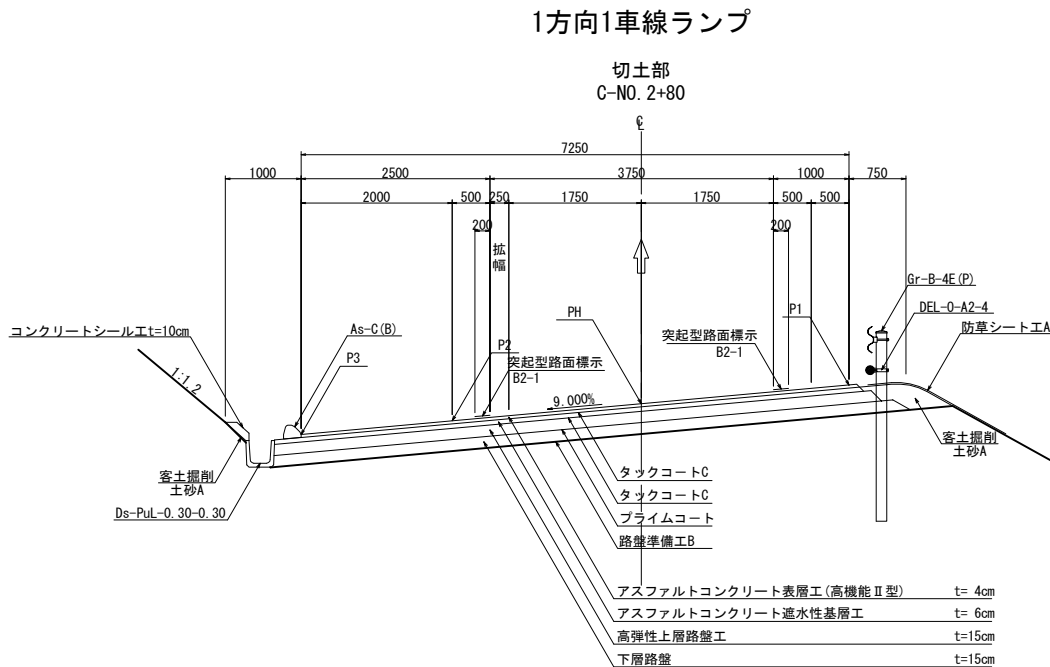 1方向1車線ランプ
切土部
C-NO.2+80
℄
7250
1000 2500 3750 1000 750
2000 500 250 1750 1750 500 500
200 200
拡幅
Gr-B-4E(P)
DEL-O-A2-4
防草シート工A
コンクリートシール工t=10cm
As-C(B)
P3
P2
突起型路面標示
B2-1
PH
突起型路面標示
B2-1
P1
1:1.2
9.000%
客土掘削
土砂A
客土掘削
土砂A
Ds-PuL-0.30-0.30
タックコートC
タックコートC
プライムコート
路盤準備工B
アスファルトコンクリート表層工(高機能Ⅱ型) t= 4cm
アスファルトコンクリート遮水性基層工 t= 6cm
高弾性上層路盤工 t=15cm
下層路盤 t=15cm